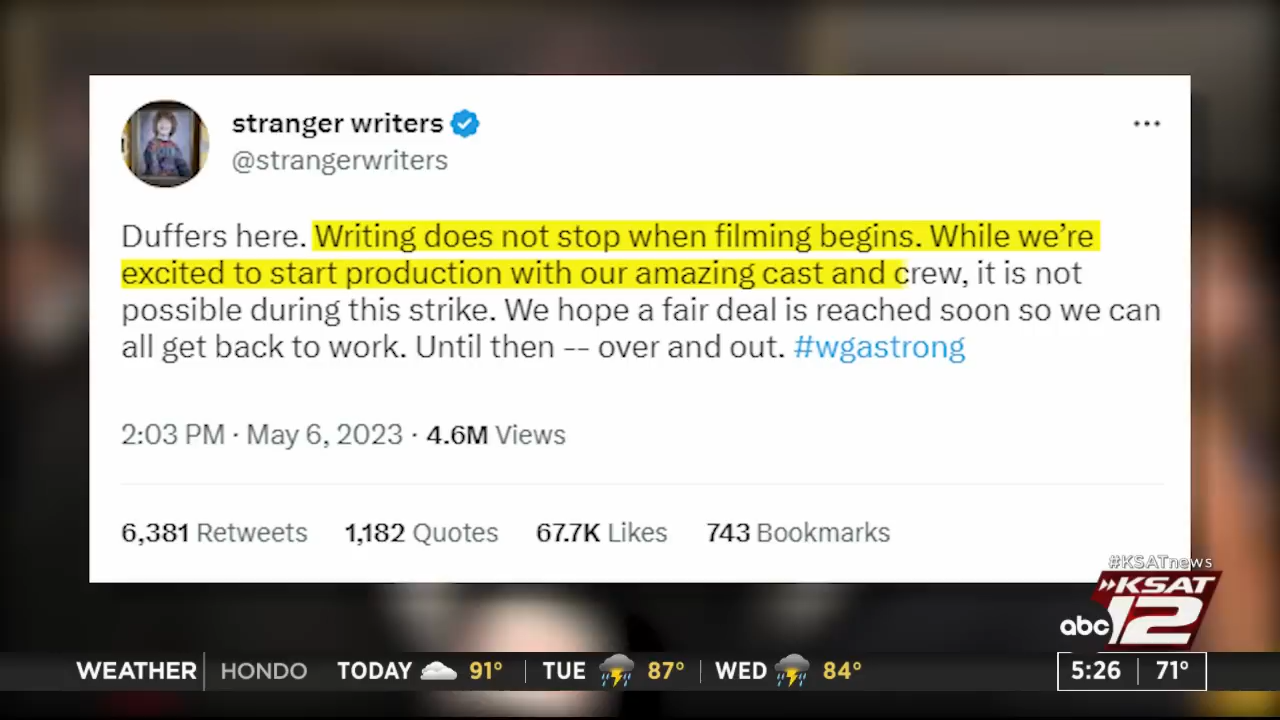 stranger writers
@strangerwriters
Duffers here. Writing does not stop when filming begins. While we’re
excited to start production with our amazing cast and crew, it is not
possible during this strike. We hope a fair deal is reached soon so we can
all get back to work. Until then -- over and out. #wgastrong
2:03 PM · May 6, 2023 · 4.6M Views
6,381 Retweets 1,182 Quotes 67.7K Likes 743 Bookmarks
#KSATnews
KSAT
abc 12
WEATHER HONDO TODAY 91° TUE 87° WED 84° 5:26 71°